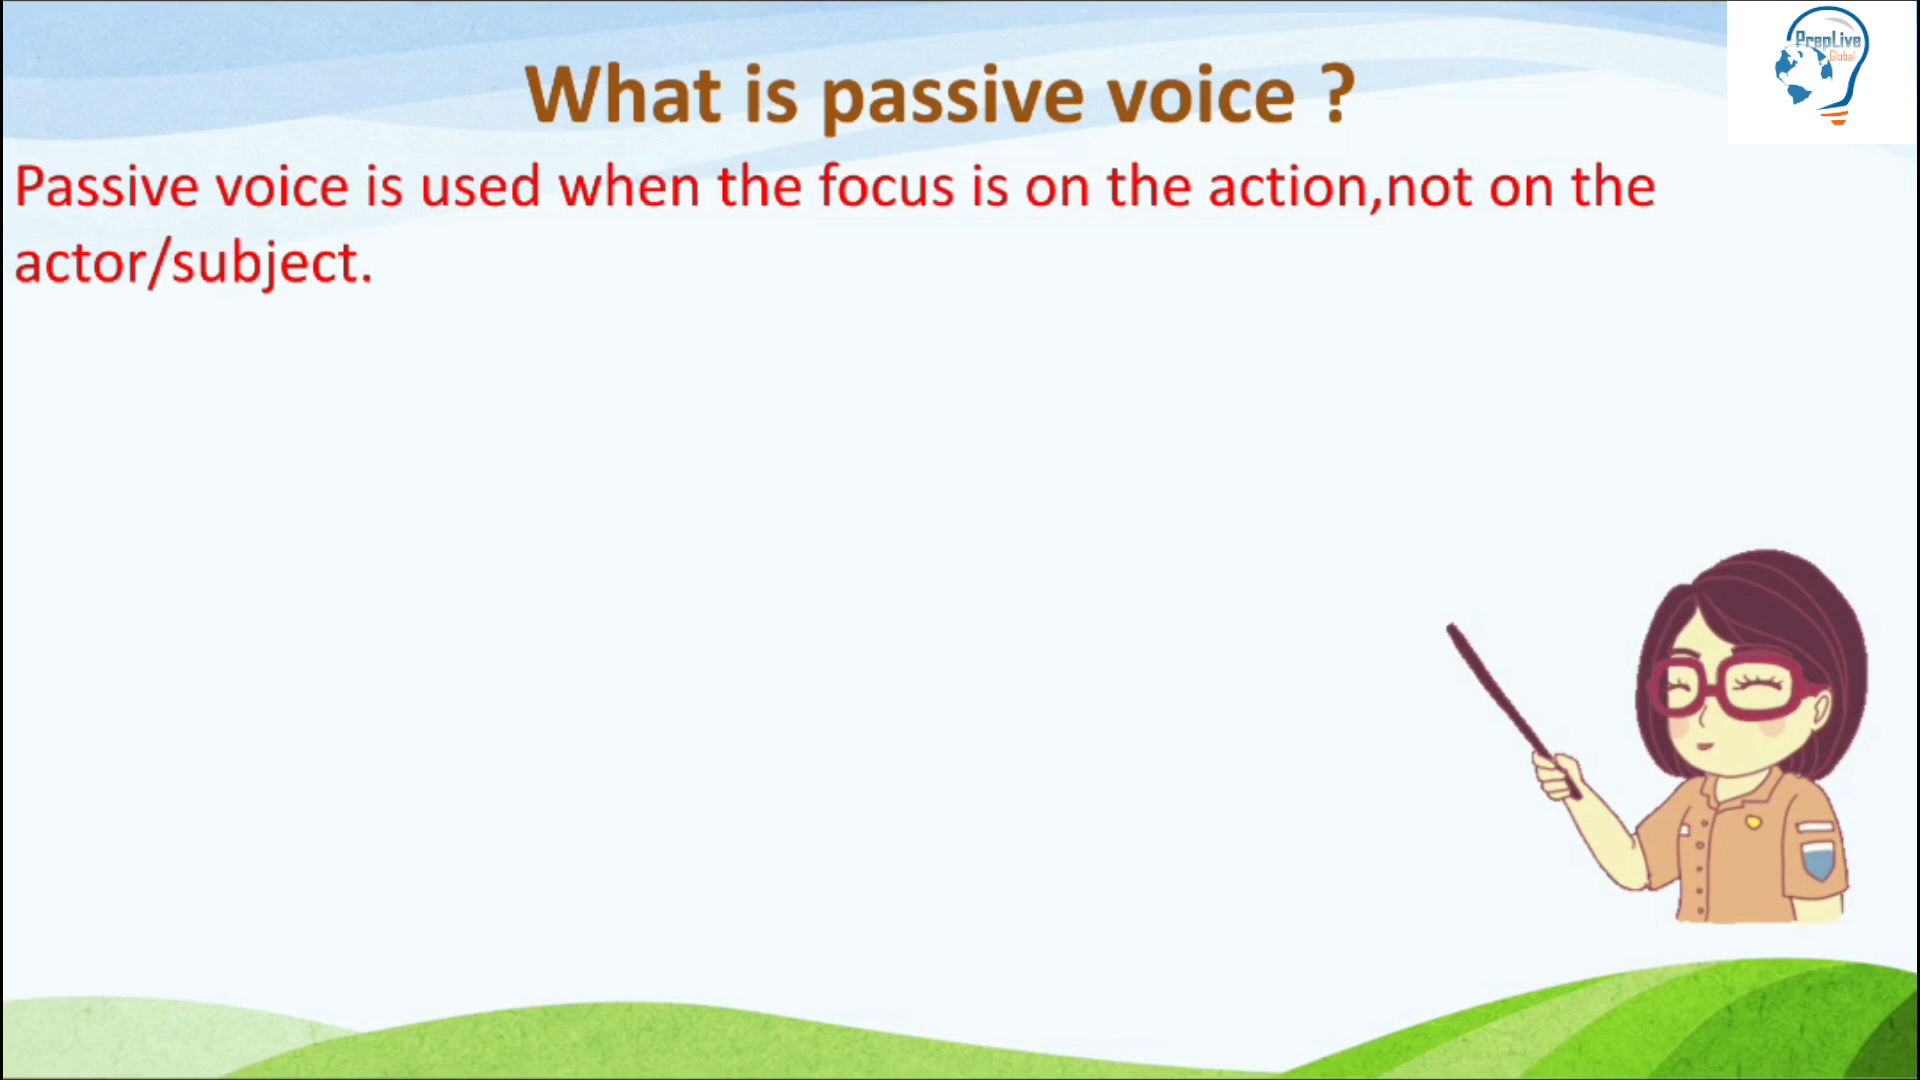 PrepLive
Global
What is passive voice ?
Passive voice is used when the focus is on the action,not on the
actor/subject.